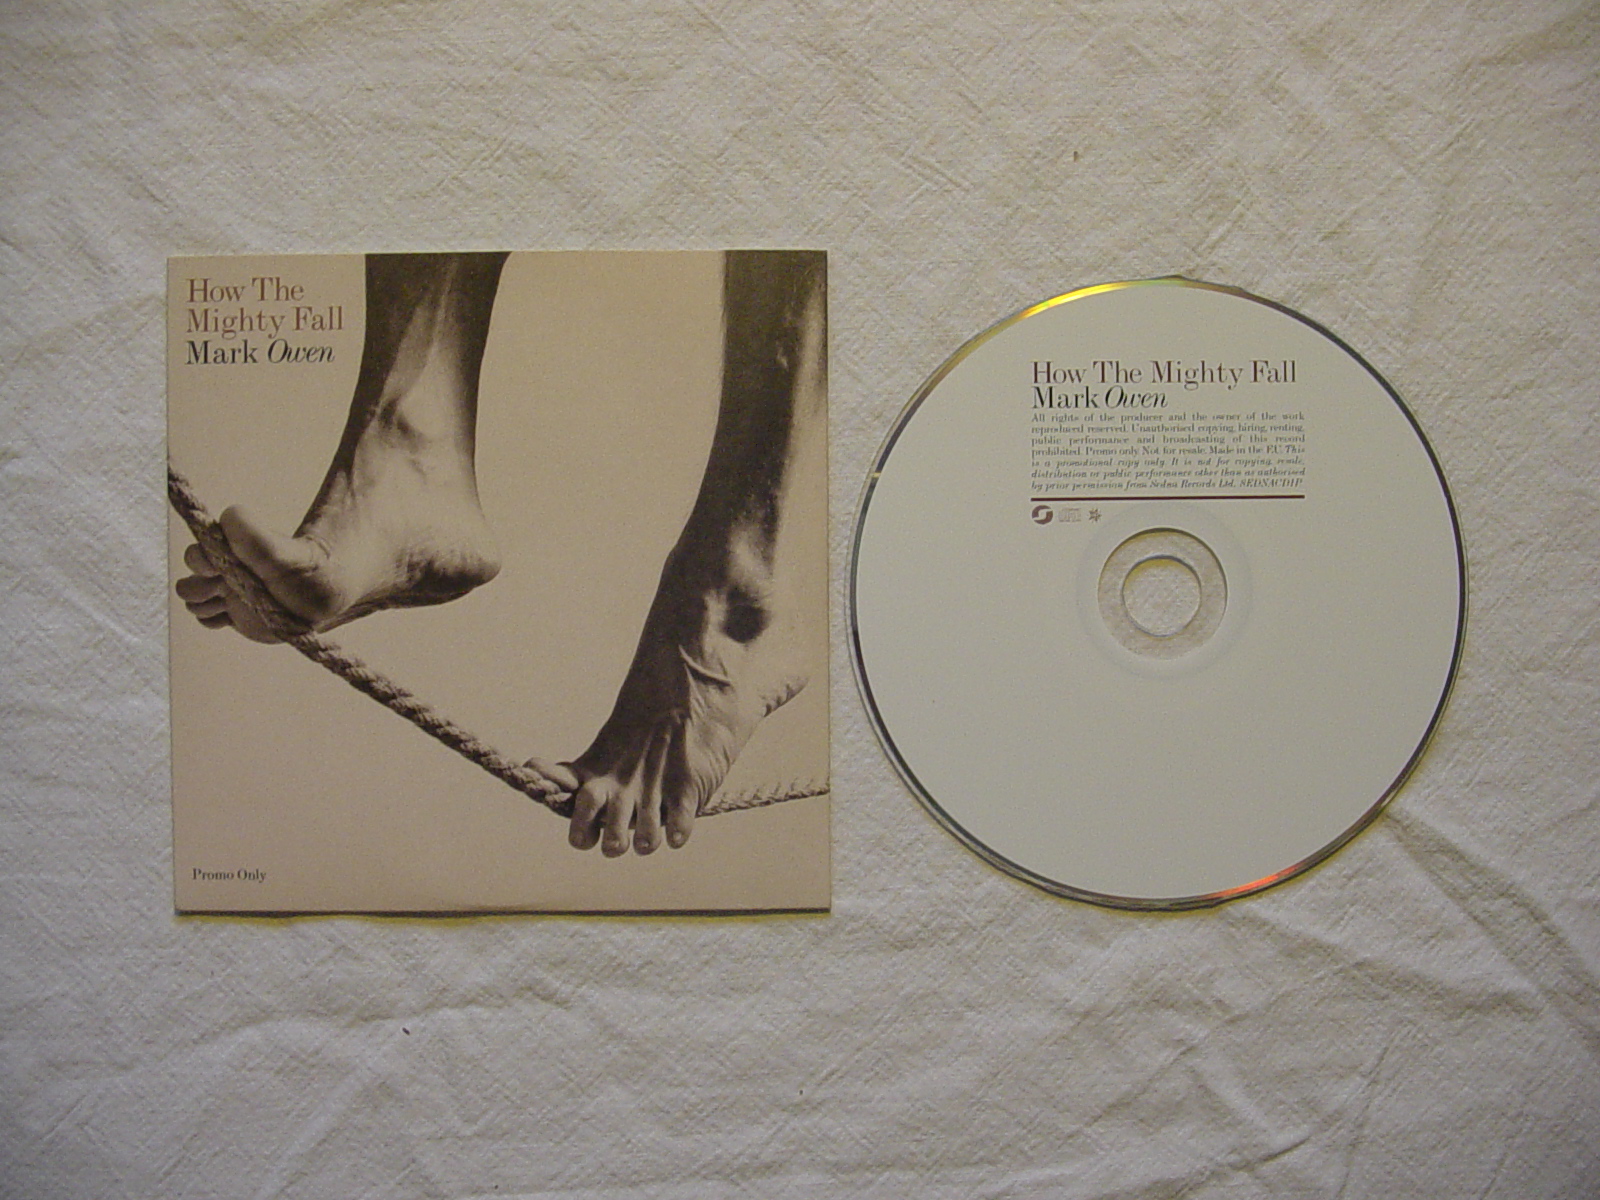 How The
Mighty Fall
Mark Owen
Promo Only
How The Mighty Fall
Mark Owen
All rights of the producer and the owner of the work
reproduced reserved. Unauthorised copying, hiring, renting,
public performance and broadcasting of this record
prohibited. Promo only. Not for resale. Made in the E.U. This
is a promotional copy only. It is not for copying, resale,
distribution or public performance other than as authorised
by prior permission from Sedna Records Ltd. SEDNACD1P.